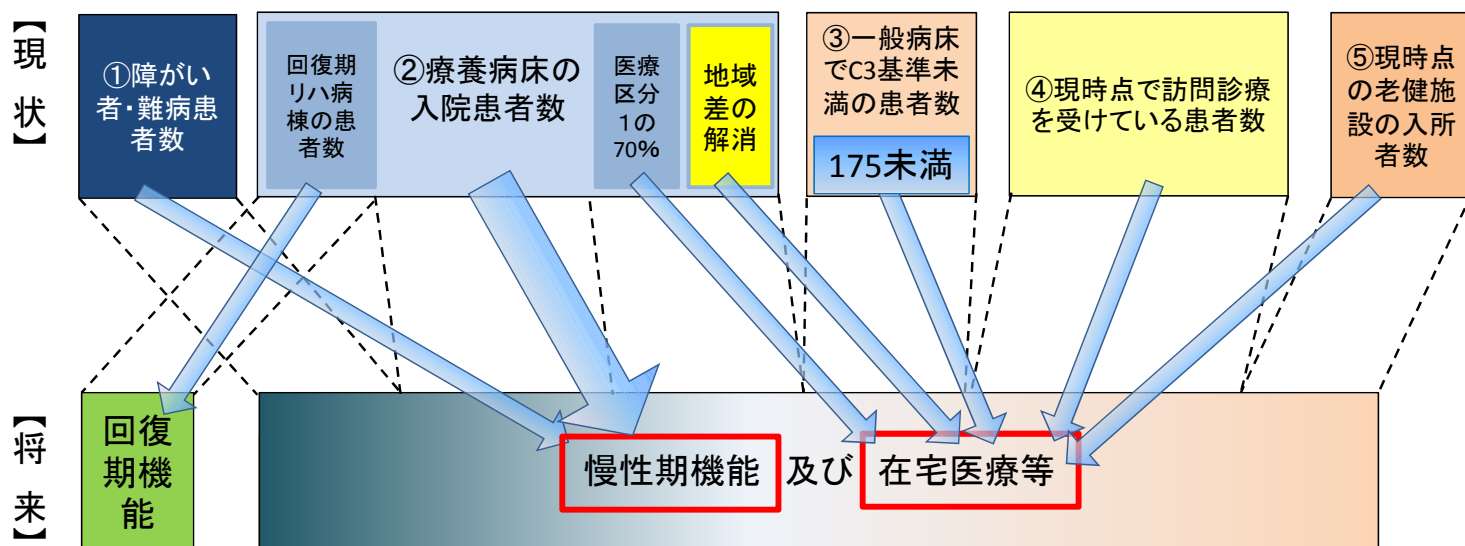 【現状】
①障がい
者・難病患
者数
回復期
リハ病
棟の患
者数
②療養病床の
入院患者数
医療
区分
1の
70%
地域
差の
解消
③一般病床
でC3基準未
満の患者数
175未満
④現時点で訪問診療
を受けている患者数
⑤現時点
の老健施
設の入所
者数
【将来】
回復
期機
能
慢性期機能 及び 在宅医療等